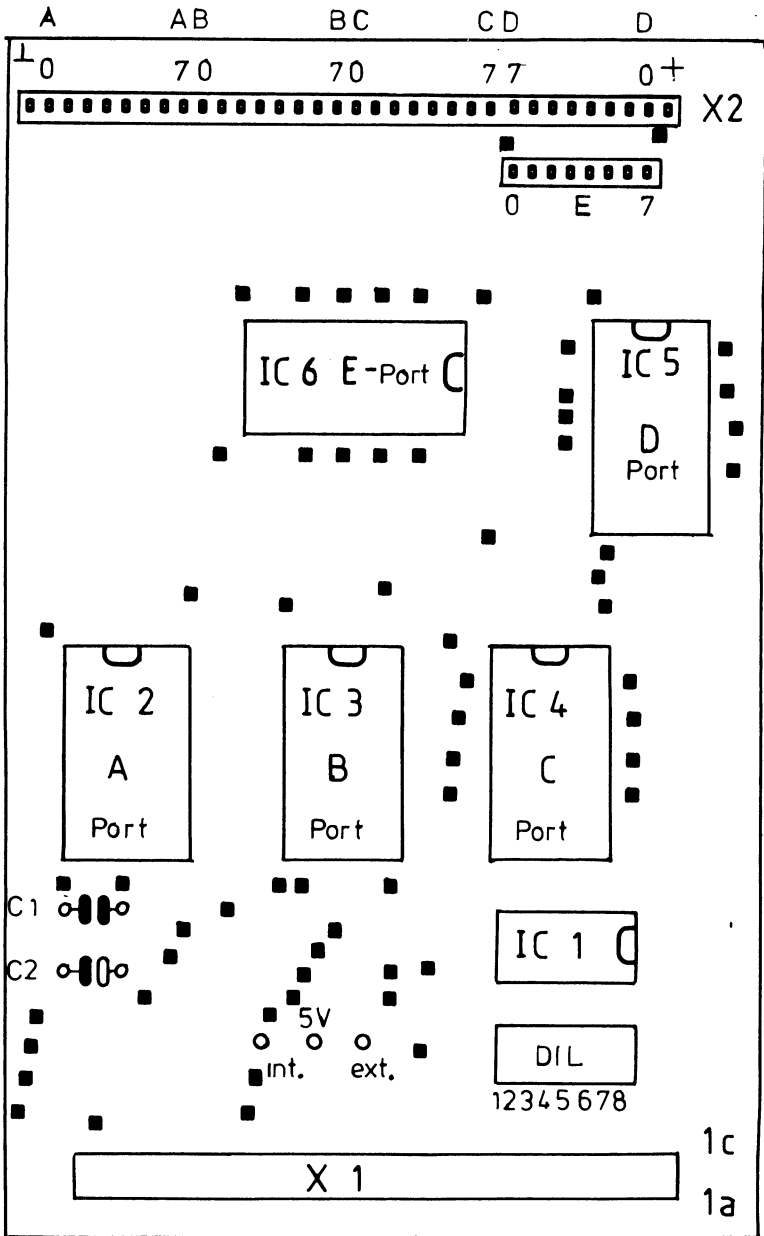 A AB BC CD D
⊥0 70 70 77 0+
X2
0 E 7
IC 6 E-Port
IC 5
D
Port
IC 2
A
Port
IC 3
B
Port
IC 4
C
Port
C1
IC 1
C2
5V
int. ext.
DIL
12345678
1c
X 1
1a